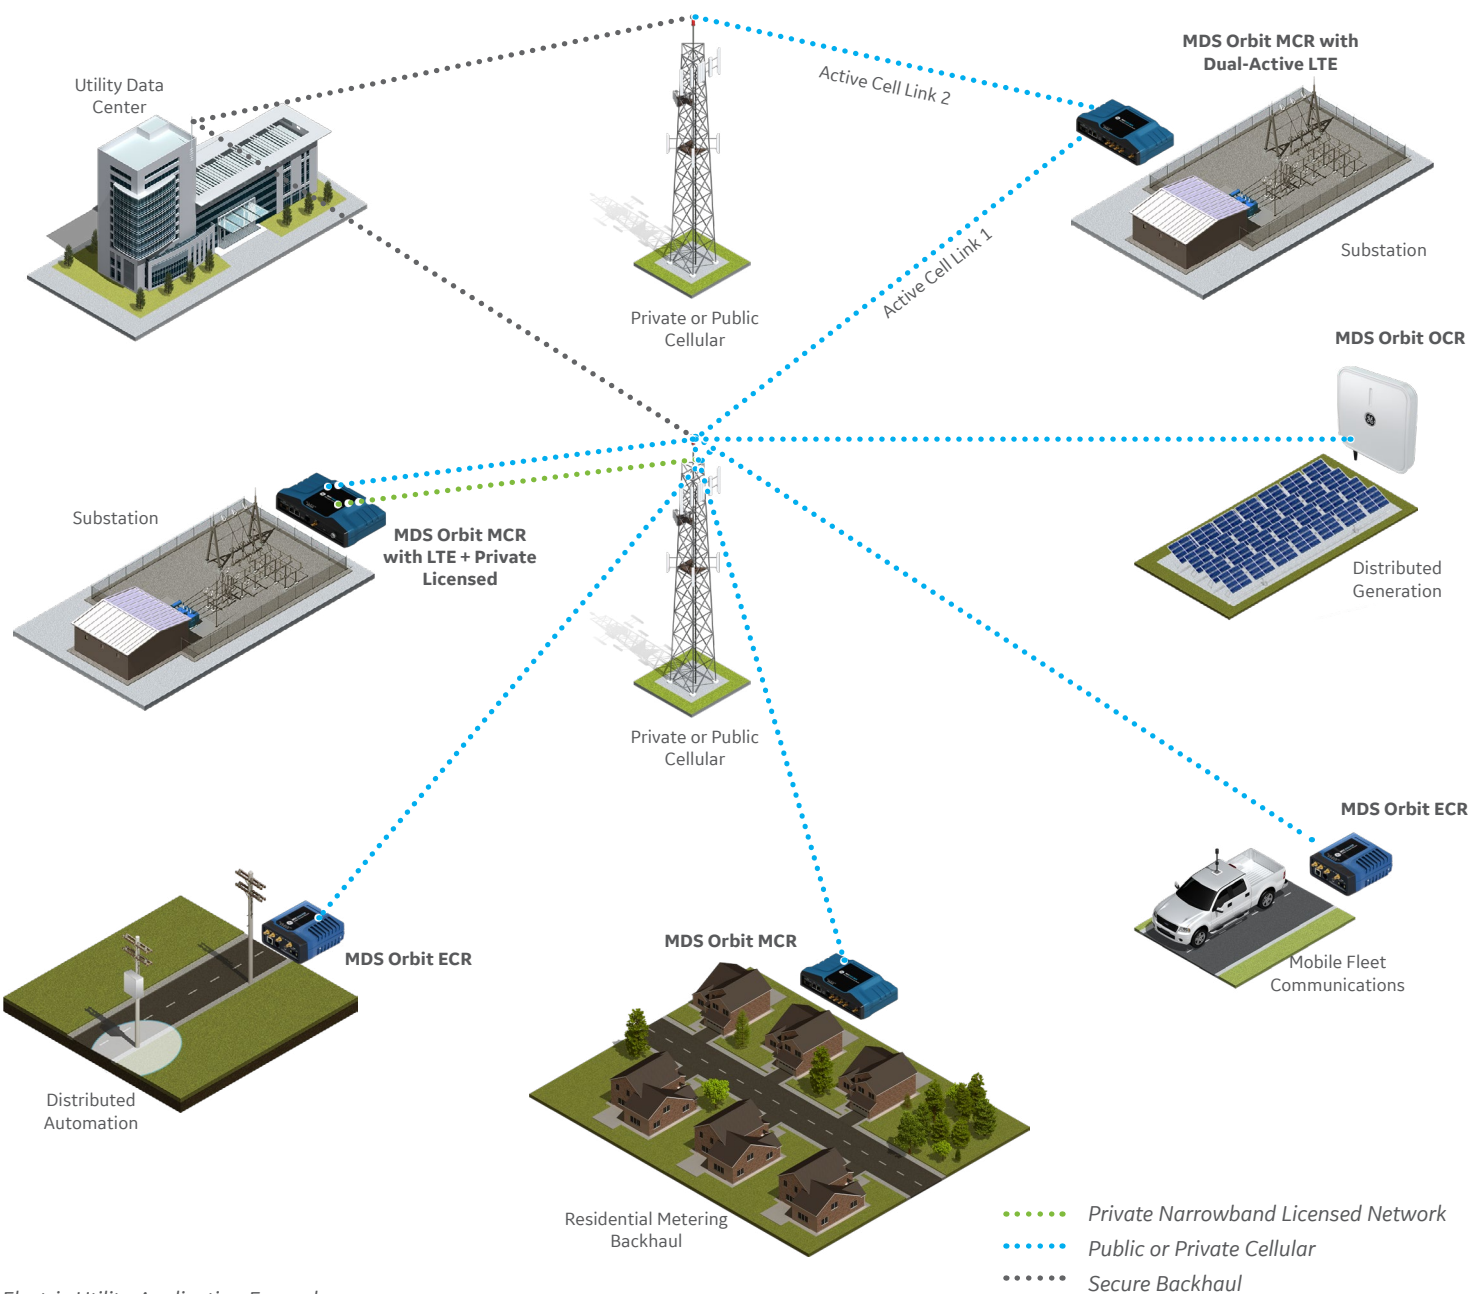 MDS Orbit MCR with
Dual-Active LTE
Utility Data
Center
Active Cell Link 2
Substation
Active Cell Link 1
Private or Public
Cellular
MDS Orbit OCR
Substation
MDS Orbit MCR
with LTE + Private
Licensed
Distributed
Generation
Private or Public
Cellular
MDS Orbit ECR
MDS Orbit MCR
MDS Orbit ECR
Mobile Fleet
Communications
Distributed
Automation
Residential Metering
Backhaul
Private Narrowband Licensed Network
Public or Private Cellular
Secure Backhaul